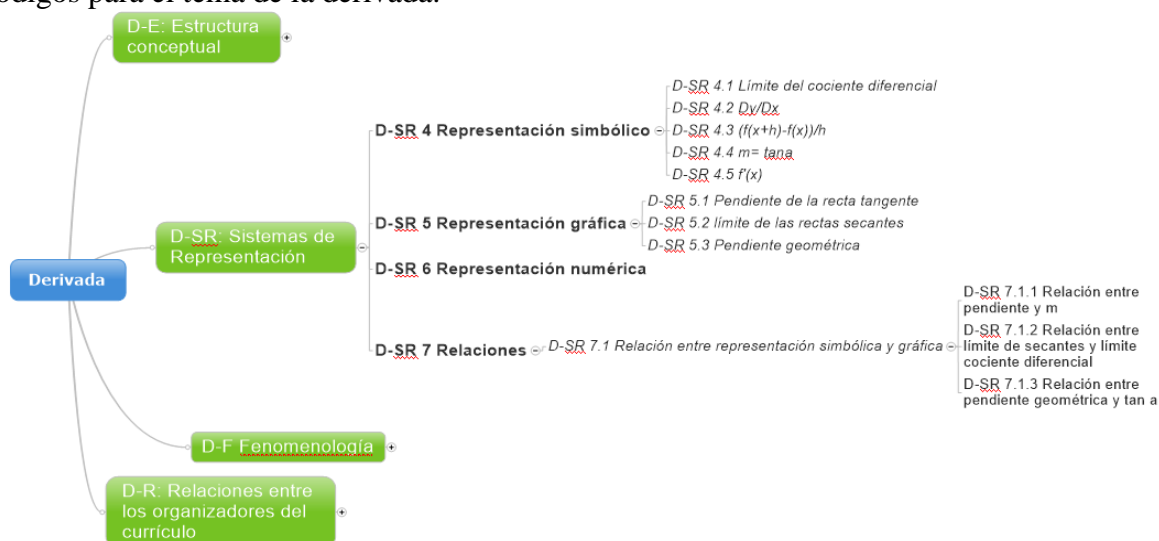 ódigos para el tema de la derivada.
D-E: Estructura
conceptual
D-SR 4 Representación simbólico
D-SR 4.1 Límite del cociente diferencial
D-SR 4.2 Dy/Dx
D-SR 4.3 (f(x+h)-f(x))/h
D-SR 4.4 m= tana
D-SR 4.5 f'(x)
D-SR: Sistemas de
Representación
D-SR 5 Representación gráfica
D-SR 5.1 Pendiente de la recta tangente
D-SR 5.2 límite de las rectas secantes
D-SR 5.3 Pendiente geométrica
D-SR 6 Representación numérica
Derivada
D-SR 7 Relaciones
D-SR 7.1 Relación entre representación simbólica y gráfica
D-SR 7.1.1 Relación entre
pendiente y m
D-SR 7.1.2 Relación entre
límite de secantes y límite
cociente diferencial
D-SR 7.1.3 Relación entre
pendiente geométrica y tan a
D-F Fenomenología
D-R: Relaciones entre
los organizadores del
currículo